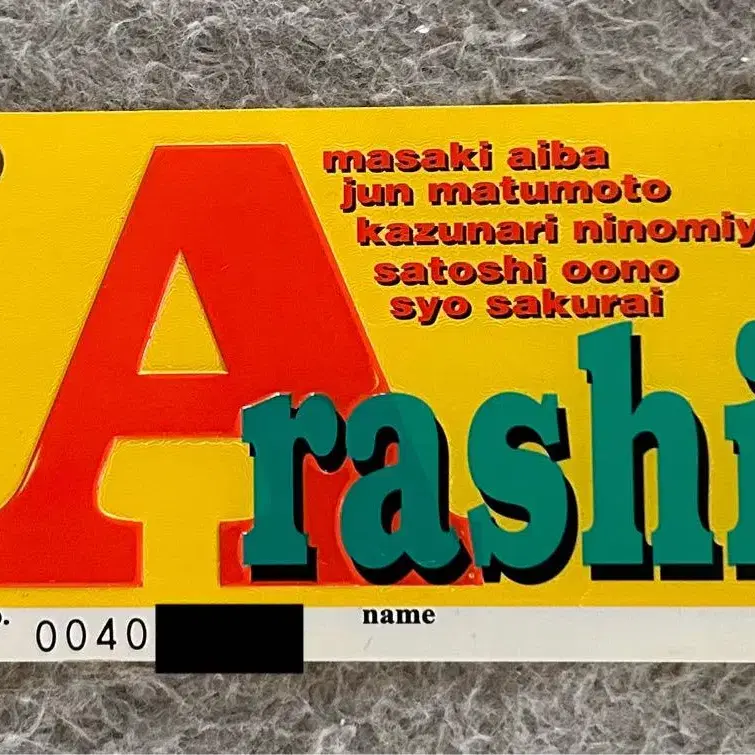 masaki aiba
jun matumoto
kazunari ninomiy
satoshi oono
syo sakurai
Arashi
0040
name